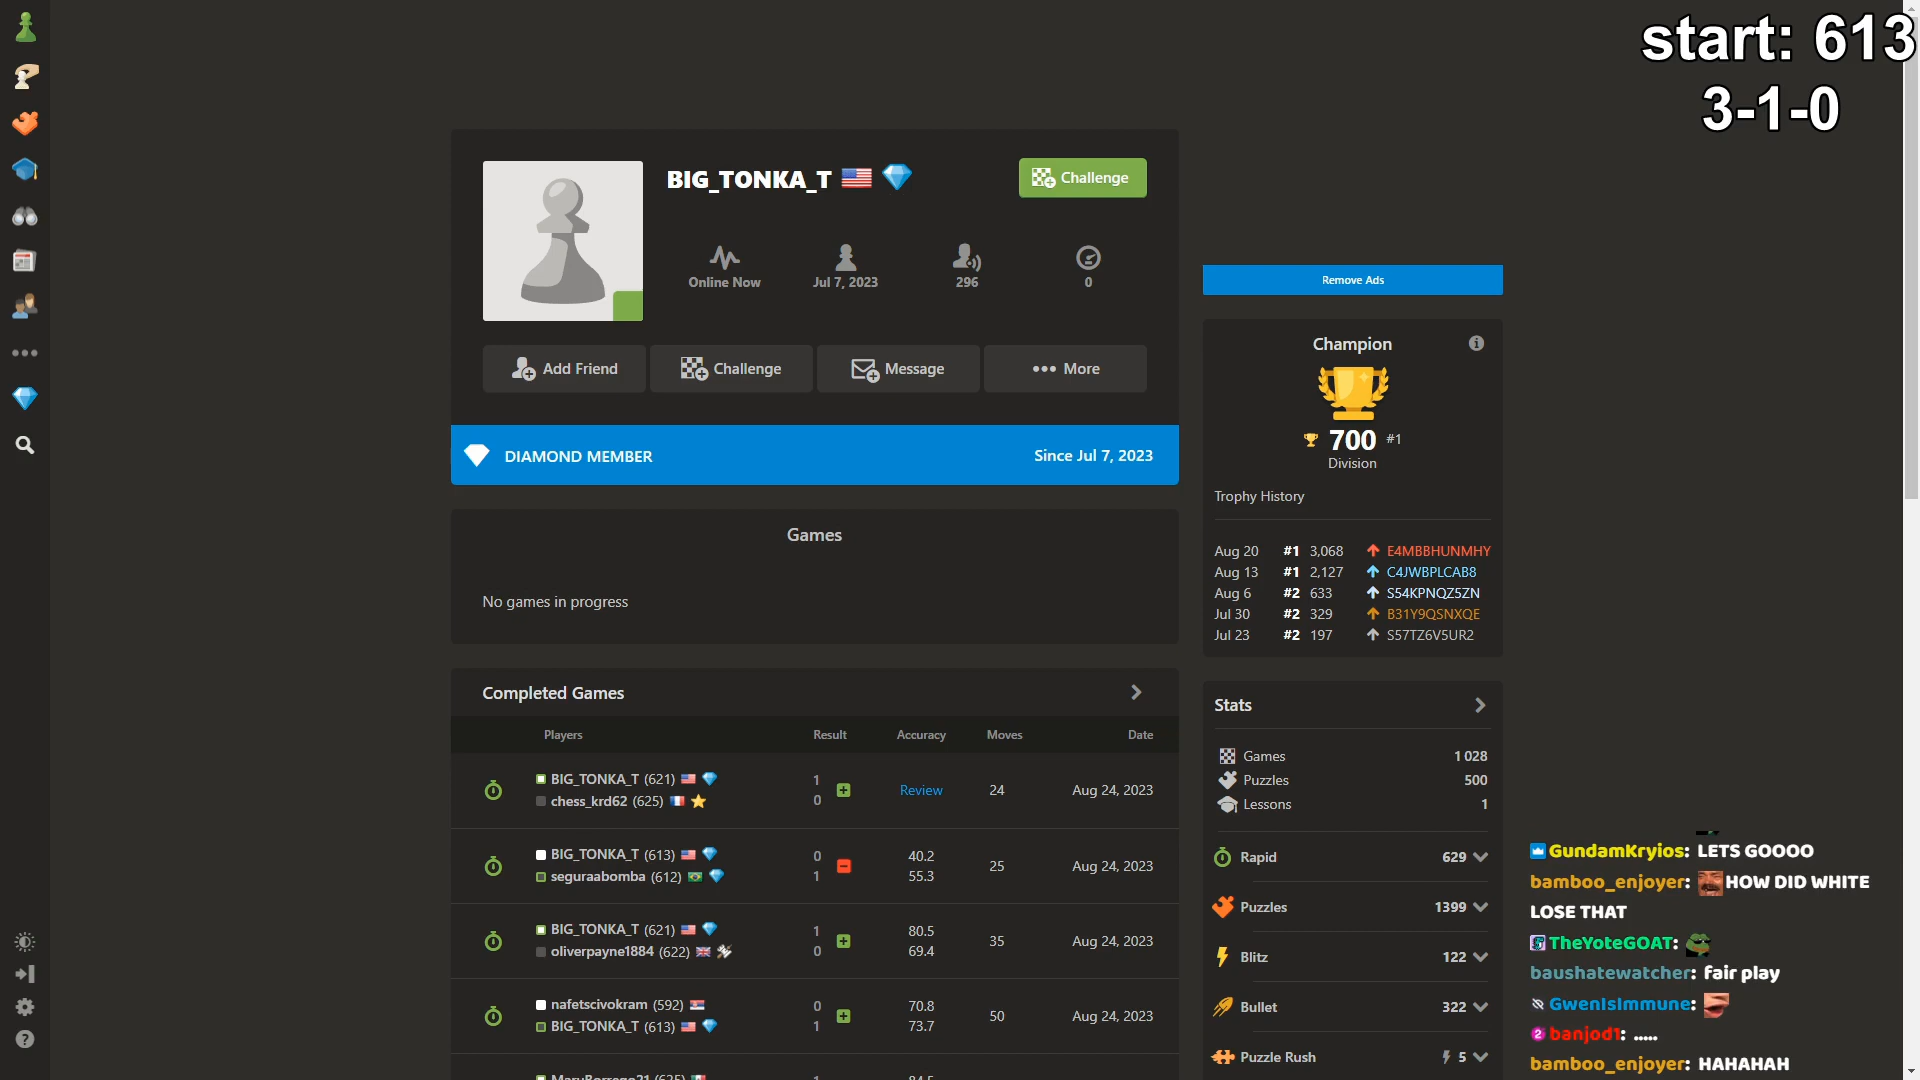 start: 613
3-1-0
BIG_TONKA_T
Challenge
Online Now
Jul 7, 2023
296
0
Add Friend
Challenge
Message
More
DIAMOND MEMBER
Since Jul 7, 2023
Games
No games in progress
Completed Games
Players Result Accuracy Moves Date
BIG_TONKA_T (621) 1
chess_krd62 (625) 0
Review 24 Aug 24, 2023
BIG_TONKA_T (613) 0 40.2
seguraabomba (612) 1 55.3
25 Aug 24, 2023
BIG_TONKA_T (621) 1 80.5
oliverpayne1884 (622) 0 69.4
35 Aug 24, 2023
nafetscivokram (592) 0 70.8
BIG_TONKA_T (613) 1 73.7
50 Aug 24, 2023
Remove Ads
Champion
700 #1
Division
Trophy History
Aug 20 #1 3,068 E4MBBHUNMHY
Aug 13 #1 2,127 C4JWBPLCAB8
Aug 6 #2 633 S54KPNQZ5ZN
Jul 30 #2 329 B31Y9QSNXQE
Jul 23 #2 197 S57TZ6V5UR2
Stats
Games 1 028
Puzzles 500
Lessons 1
Rapid 629
Puzzles 1399
Blitz 122
Bullet 322
Puzzle Rush 5
GundamKryios: LETS GOOOO
bamboo_enjoyer: HOW DID WHITE
LOSE THAT
TheYoteGOAT:
baushatewatcher: fair play
GwenIsImmune:
banjod1: .....
bamboo_enjoyer: HAHAHAH